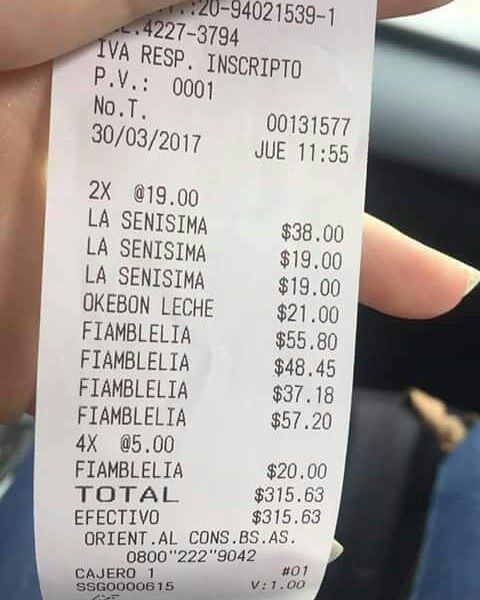 .:20-94021539-1
.4227-3794
IVA RESP. INSCRIPTO
P.V.: 0001
No.T. 00131577
30/03/2017 JUE 11:55
2X @19.00
LA SENISIMA $38.00
LA SENISIMA $19.00
LA SENISIMA $19.00
OKEBON LECHE $21.00
FIAMBLELIA $55.80
FIAMBLELIA $48.45
FIAMBLELIA $37.18
FIAMBLELIA $57.20
4X @5.00
FIAMBLELIA $20.00
TOTAL $315.63
EFECTIVO $315.63
ORIENT.AL CONS.BS.AS.
0800"222"9042
CAJERO 1 #01
SSG0000615 V:1.00